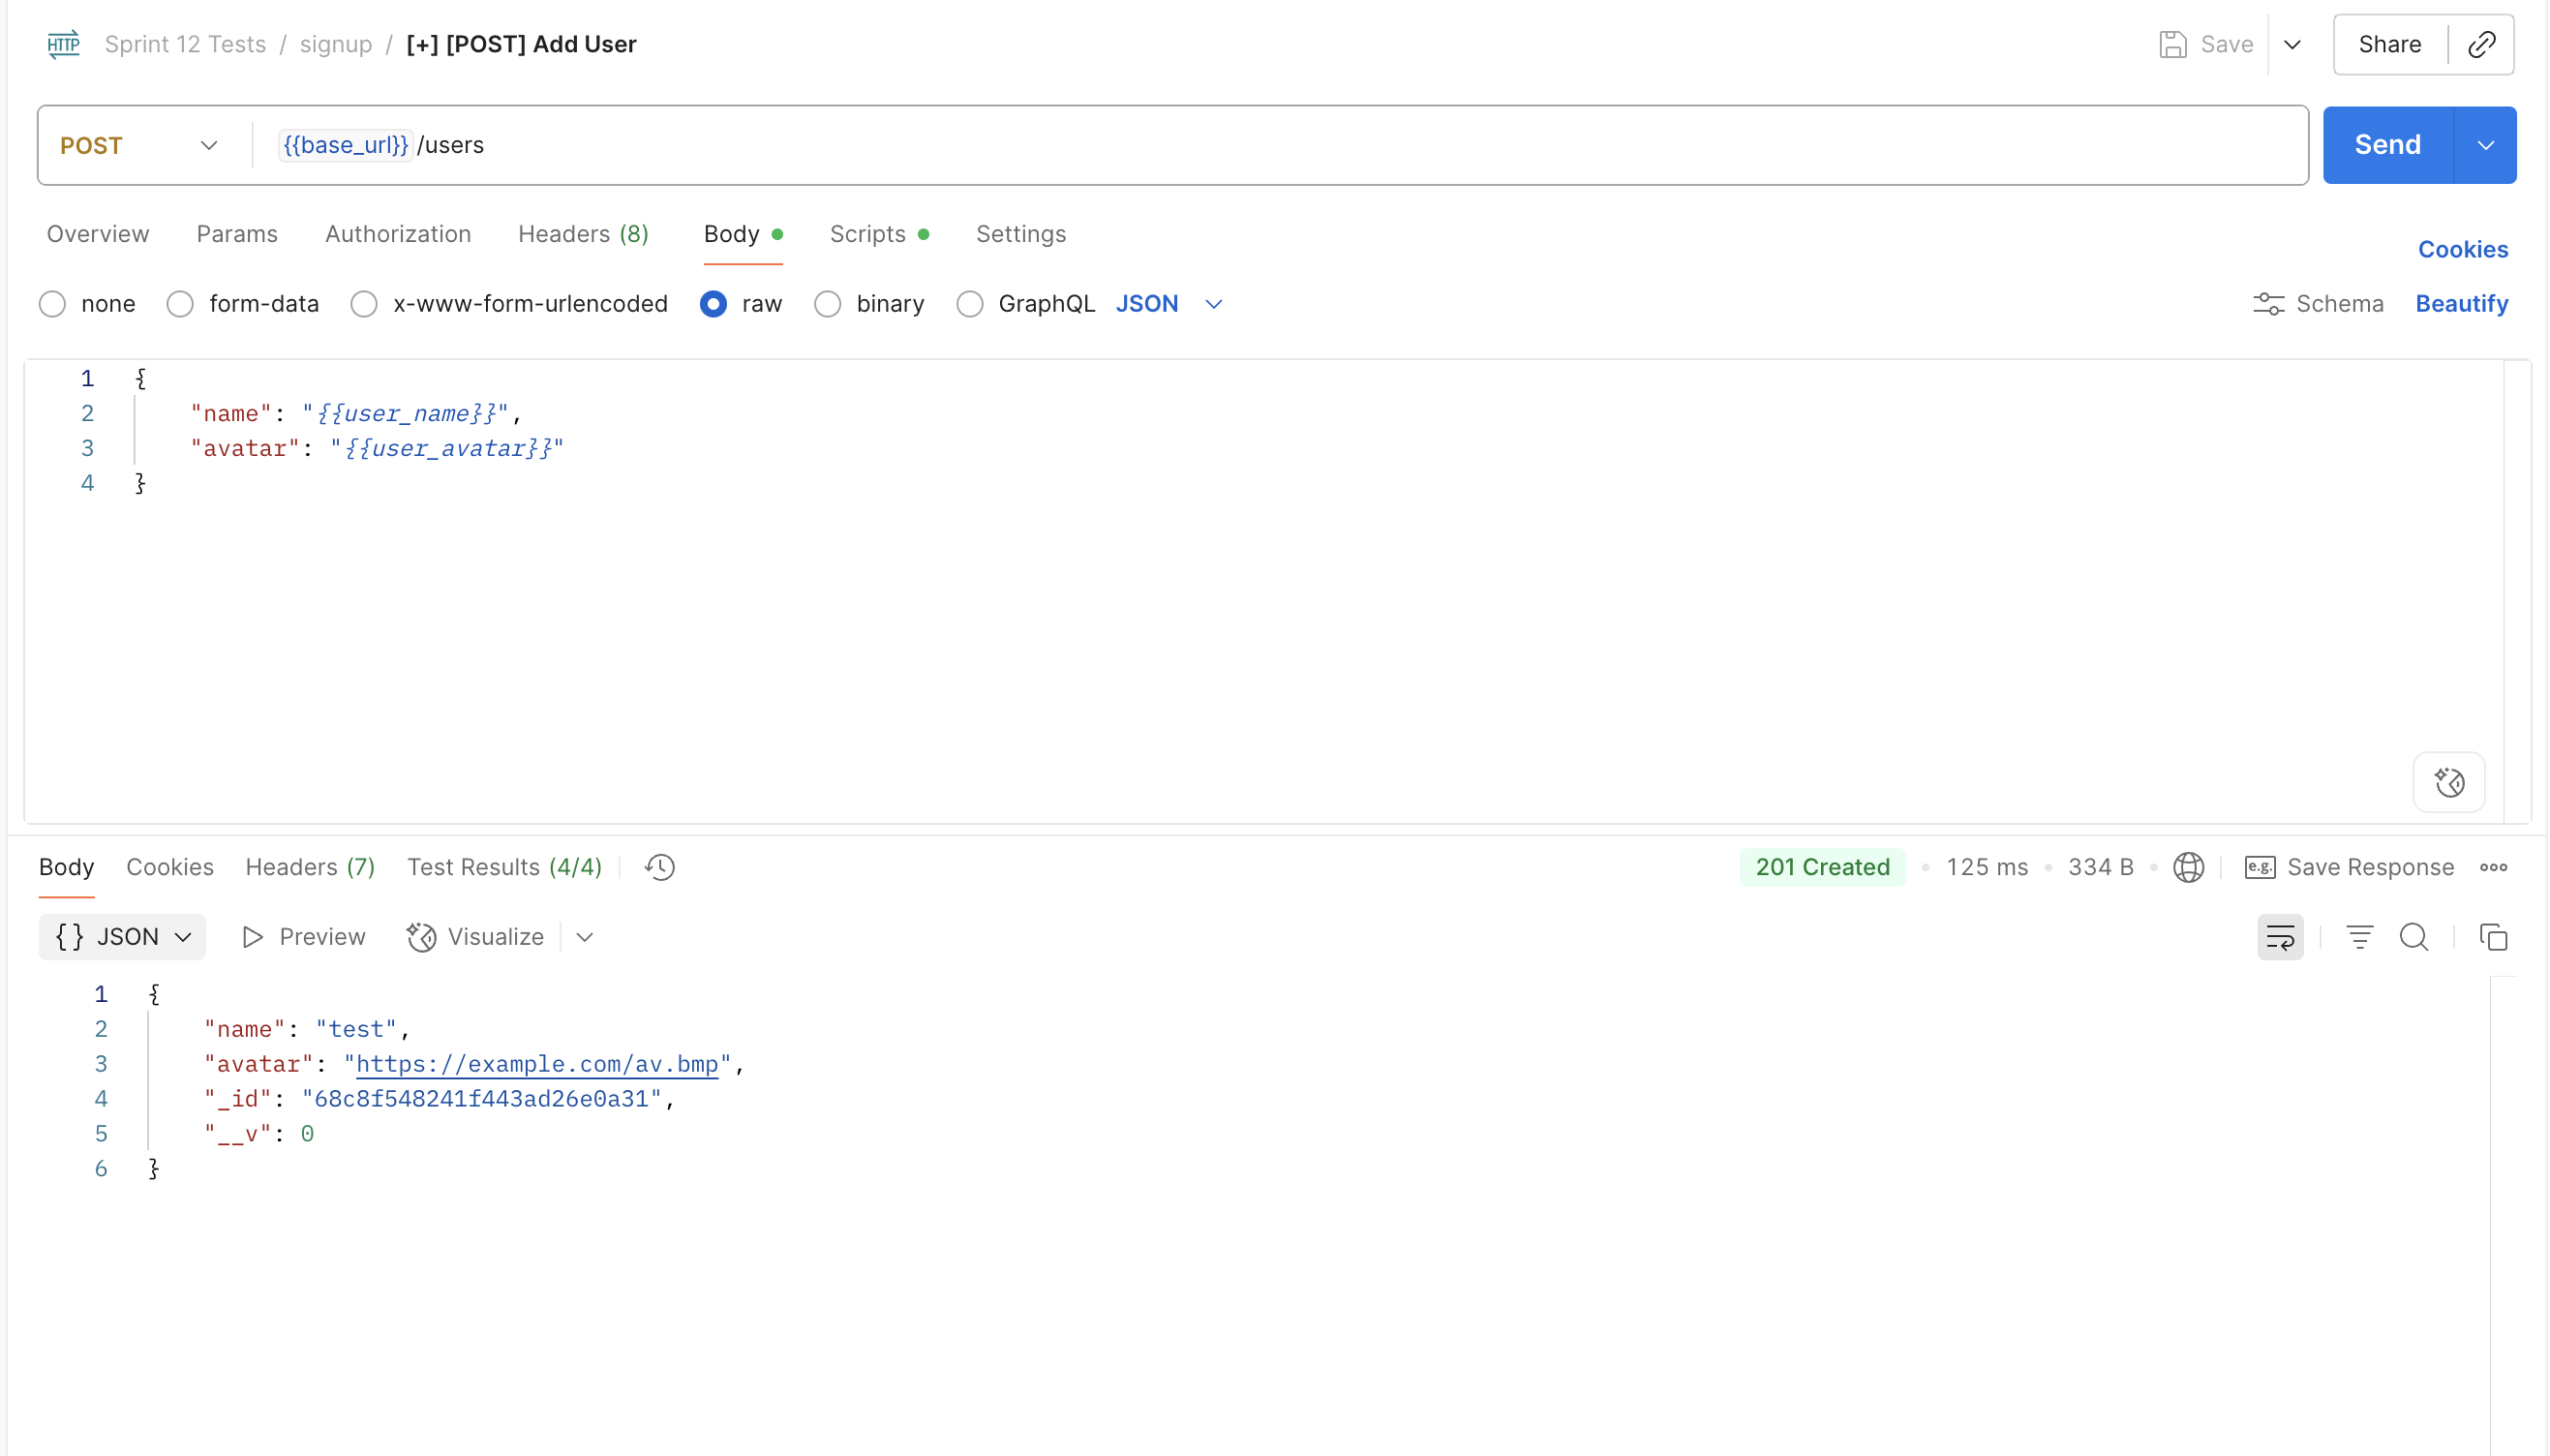 HTTP Sprint 12 Tests / signup / [+] [POST] Add User Save Share
POST {{base_url}}/users Send
Overview Params Authorization Headers (8) Body Scripts Settings Cookies
none form-data x-www-form-urlencoded raw binary GraphQL JSON Schema Beautify
1 {
2 "name": "{{user_name}}",
3 "avatar": "{{user_avatar}}"
4 }
Body Cookies Headers (7) Test Results (4/4) 201 Created • 125 ms • 334 B • e.g. Save Response
{} JSON Preview Visualize
1 {
2 "name": "test",
3 "avatar": "https://example.com/av.bmp",
4 "_id": "68c8f548241f443ad26e0a31",
5 "__v": 0
6 }